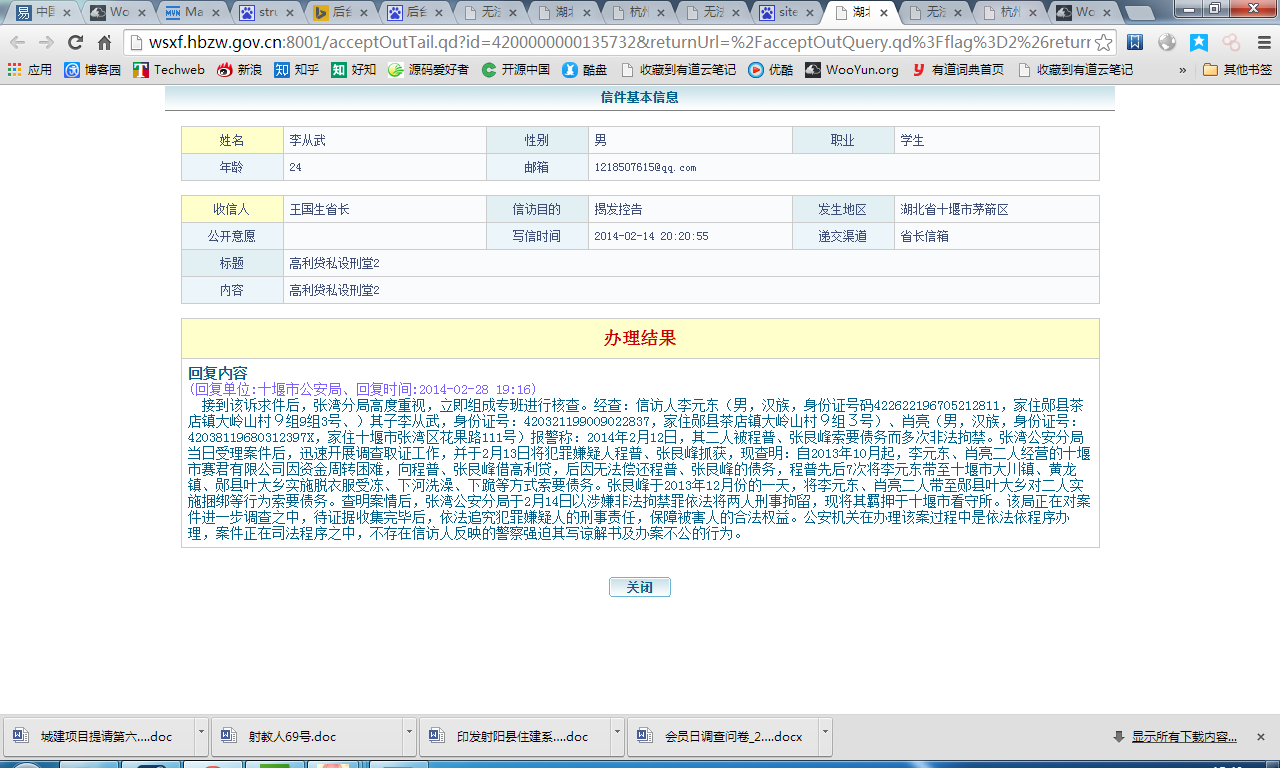 中国
Wo
Ma
stru
后台
后台
无法
湖北
杭州
无法
site
湖北
无法
杭州
Wo
wsxf.hbzw.gov.cn:8001/acceptOutTail.qd?id=4200000000135732&returnUrl=%2FacceptOutQuery.qd%3Fflag%3D2%26return
应用 博客园 Techweb 新浪 知乎 好知 源码爱好者 开源中国 酷盘 收藏到有道云笔记 优酷 WooYun.org 有道词典首页 收藏到有道云笔记 » 其他书签
信件基本信息
姓名 李从武 性别 男 职业 学生
年龄 24 邮箱 1218507615@qq.com
收信人 王国生省长 信访目的 揭发控告 发生地区 湖北省十堰市茅箭区
公开意愿 写信时间 2014-02-14 20:20:55 递交渠道 省长信箱
标题 高利贷私设刑堂2
内容 高利贷私设刑堂2
办理结果
回复内容
(回复单位:十堰市公安局、回复时间:2014-02-28 19:16)
接到该诉求件后，张湾分局高度重视，立即组成专班进行核查。经查：信访人李元东（男，汉族，身份证号码422622196705212811，家住郧县茶
店镇大岭山村９组9组3号、）其子李从武，身份证号：420321199009022837，家住郧县茶店镇大岭山村９组３号）、肖亮（男，汉族，身份证号：
42038119680312397X，家住十堰市张湾区花果路111号）报警称：2014年2月12日，其二人被程普、张艮峰索要债务而多次非法拘禁。张湾公安分局
当日受理案件后，迅速开展调查取证工作，并于2月13日将犯罪嫌疑人程普、张艮峰抓获，现查明：自2013年10月起，李元东、肖亮二人经营的十堰
市赛君有限公司因资金周转困难，向程普、张艮峰借高利贷，后因无法偿还程普、张艮峰的债务，程普先后7次将李元东带至十堰市大川镇、黄龙
镇、郧县叶大乡实施脱衣服受冻、下河洗澡、下跪等方式索要债务。张艮峰于2013年12月份的一天，将李元东、肖亮二人带至郧县叶大乡对二人实
施捆绑等行为索要债务。查明案情后，张湾公安分局于2月14日以涉嫌非法拘禁罪依法将两人刑事拘留，现将其羁押于十堰市看守所。该局正在对案
件进一步调查之中，待证据收集完毕后，依法追究犯罪嫌疑人的刑事责任，保障被害人的合法权益。公安机关在办理该案过程中是依法依程序办
理，案件正在司法程序之中，不存在信访人反映的警察强迫其写谅解书及办案不公的行为。
关闭
城建项目提请第六....doc 射教人69号.doc 印发射阳县住建系....doc 会员日调查问卷_2....docx 显示所有下载内容...